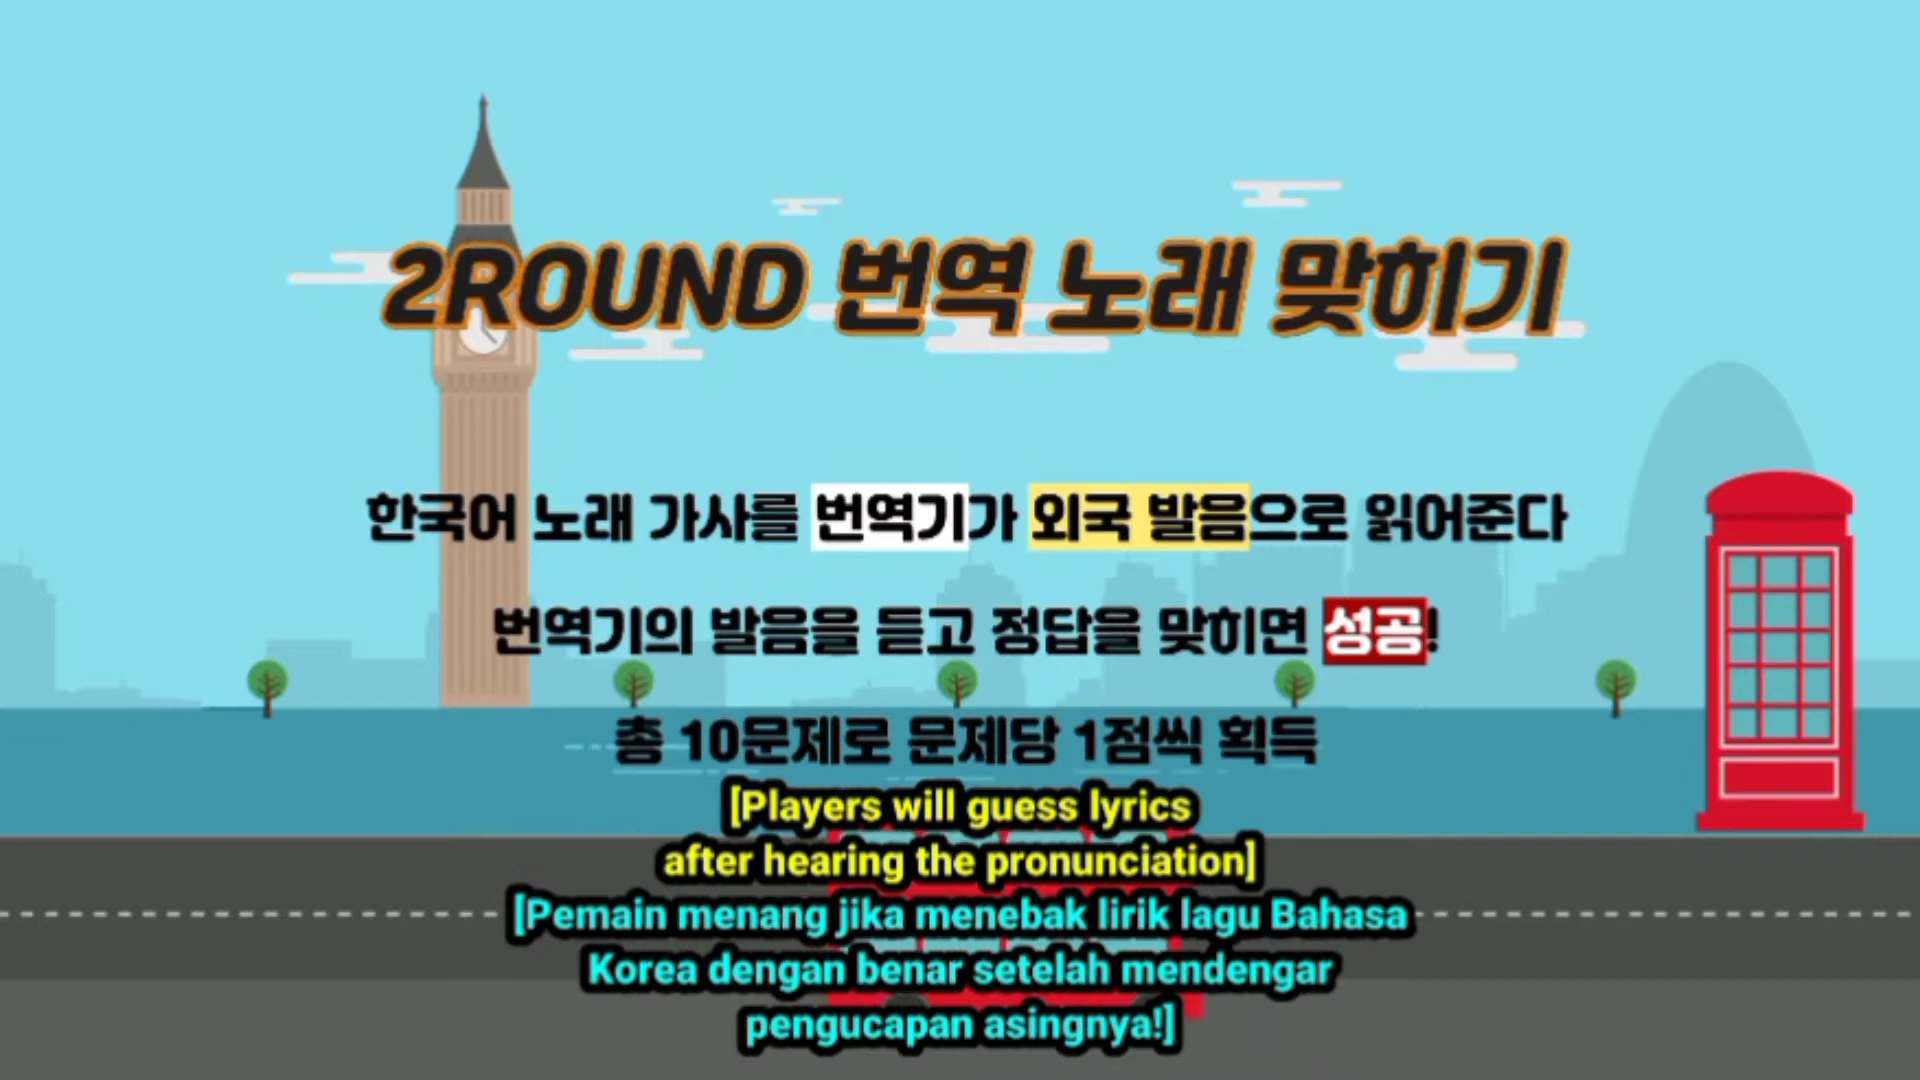 2ROUND 번역 노래 맞히기
한국어 노래 가사를 번역기가 외국 발음으로 읽어준다
번역기의 발음을 듣고 정답을 맞히면 성공!
총 10문제로 문제당 1점씩 획득
[Players will guess lyrics
after hearing the pronunciation]
[Pemain menang jika menebak lirik lagu Bahasa
Korea dengan benar setelah mendengar
pengucapan asingnya!]